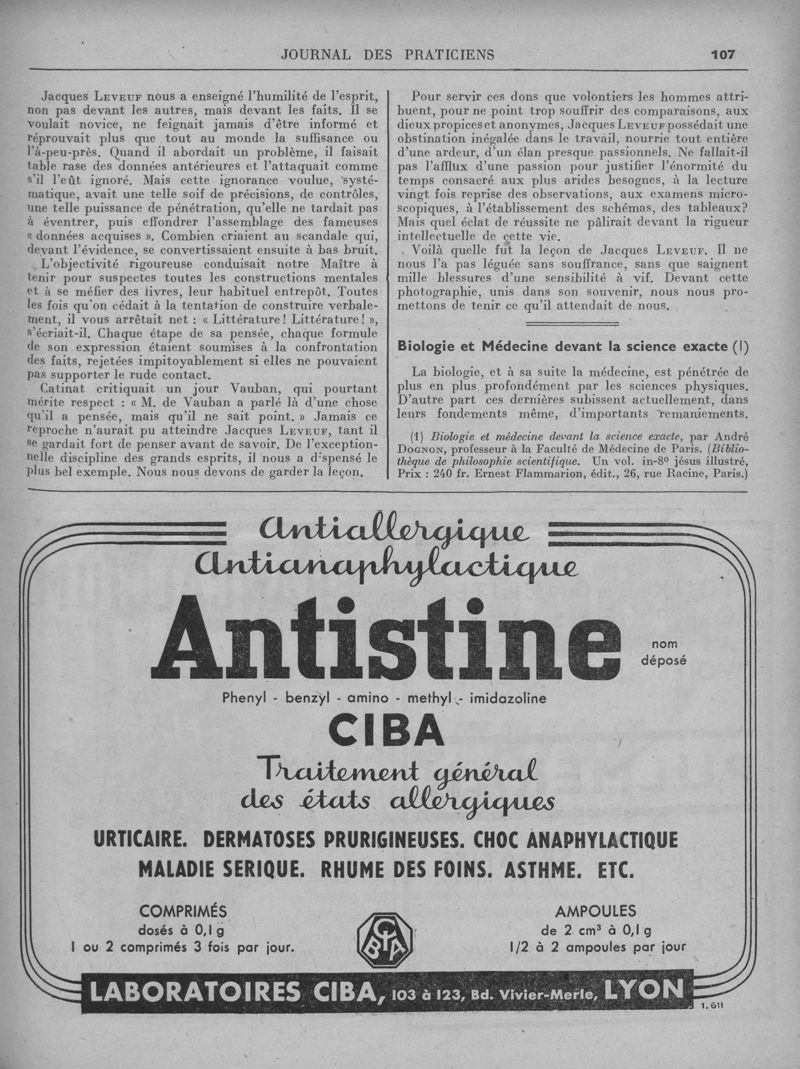 JOURNAL DES PRATICIENS
107
Jacques LEVEUF nous a enseigné l'humilité de l'esprit,
non pas devant les autres, mais devant les faits. Il se
voulait novice, ne feignait jamais d'être informé et
réprouvait plus que tout au monde la suffisance ou
l'à-peu-près. Quand il abordait un problème, il faisait
table rase des données antérieures et l'attaquait comme
s'il l'eût ignoré. Mais cette ignorance voulue, systé-
matique, avait une telle soif de précisions, de contrôles,
une telle puissance de pénétration, qu'elle ne tardait pas
à éventrer, puis effondrer l'assemblage des fameuses
« données acquises ». Combien criaient au scandale qui,
devant l'évidence, se convertissaient ensuite à bas bruit.
L'objectivité rigoureuse conduisait notre Maître à
tenir pour suspectes toutes les constructions mentales
et à se méfier des livres, leur habituel entrepôt. Toutes
les fois qu'on cédait à la tentation de construire verbale-
ment, il vous arrêtait net : « Littérature ! Littérature ! »,
s'écriait-il. Chaque étape de sa pensée, chaque formule
de son expression étaient soumises à la confrontation
des faits, rejetées impitoyablement si elles ne pouvaient
pas supporter le rude contact.
Catinat critiquait un jour Vauban, qui pourtant
mérite respect : « M. de Vauban a parlé là d'une chose
qu'il a pensée, mais qu'il ne sait point. » Jamais ce
reproche n'aurait pu atteindre Jacques LEVEUF, tant il
se gardait fort de penser avant de savoir. De l'exception-
nelle discipline des grands esprits, il nous a dispensé le
plus bel exemple. Nous nous devons de garder la leçon.
Pour servir ces dons que volontiers les hommes attri-
buent, pour ne point trop souffrir des comparaisons, aux
dieux propices et anonymes, Jacques LEVEUF possédait une
obstination inégalée dans le travail, nourrie tout entière
d'une ardeur, d'un élan presque passionnels. Ne fallait-il
pas l'afflux d'une passion pour justifier l'énormité du
temps consacré aux plus arides besognes, à la lecture
vingt fois reprise des observations, aux examens micro-
scopiques, à l'établissement des schémas, des tableaux ?
Mais quel éclat de réussite ne pâlirait devant la rigueur
intellectuelle de cette vie.
Voilà quelle fut la leçon de Jacques LEVEUF. Il ne
nous l'a pas léguée sans souffrance, sans que saignent
mille blessures d'une sensibilité à vif. Devant cette
photographie, unis dans son souvenir, nous nous pro-
mettons de tenir ce qu'il attendait de nous.
Biologie et Médecine devant la science exacte (1)
La biologie, et à sa suite la médecine, est pénétrée de
plus en plus profondément par les sciences physiques.
D'autre part ces dernières subissent actuellement, dans
leurs fondements même, d'importants remaniements.
(1) Biologie et médecine devant la science exacte, par André
DOGNON, professeur à la Faculté de Médecine de Paris. (Biblio-
thèque de philosophie scientifique. Un vol. in-8° jésus illustré,
Prix : 240 fr. Ernest Flammarion, édit., 26, rue Racine, Paris.)
Antiallergique
Antianaphylactique
Antistine
nom
déposé
Phenyl - benzyl - amino - methyl - imidazoline
CIBA
Traitement général
des états allergiques
URTICAIRE. DERMATOSES PRURIGINEUSES. CHOC ANAPHYLACTIQUE
MALADIE SERIQUE. RHUME DES FOINS. ASTHME. ETC.
COMPRIMÉS
dosés à 0,1 g
1 ou 2 comprimés 3 fois par jour.
CIBA
AMPOULES
de 2 cm³ à 0,1 g
1/2 à 2 ampoules par jour
LABORATOIRES CIBA, 103 à 123, Bd. Vivier-Merle, LYON
1.611